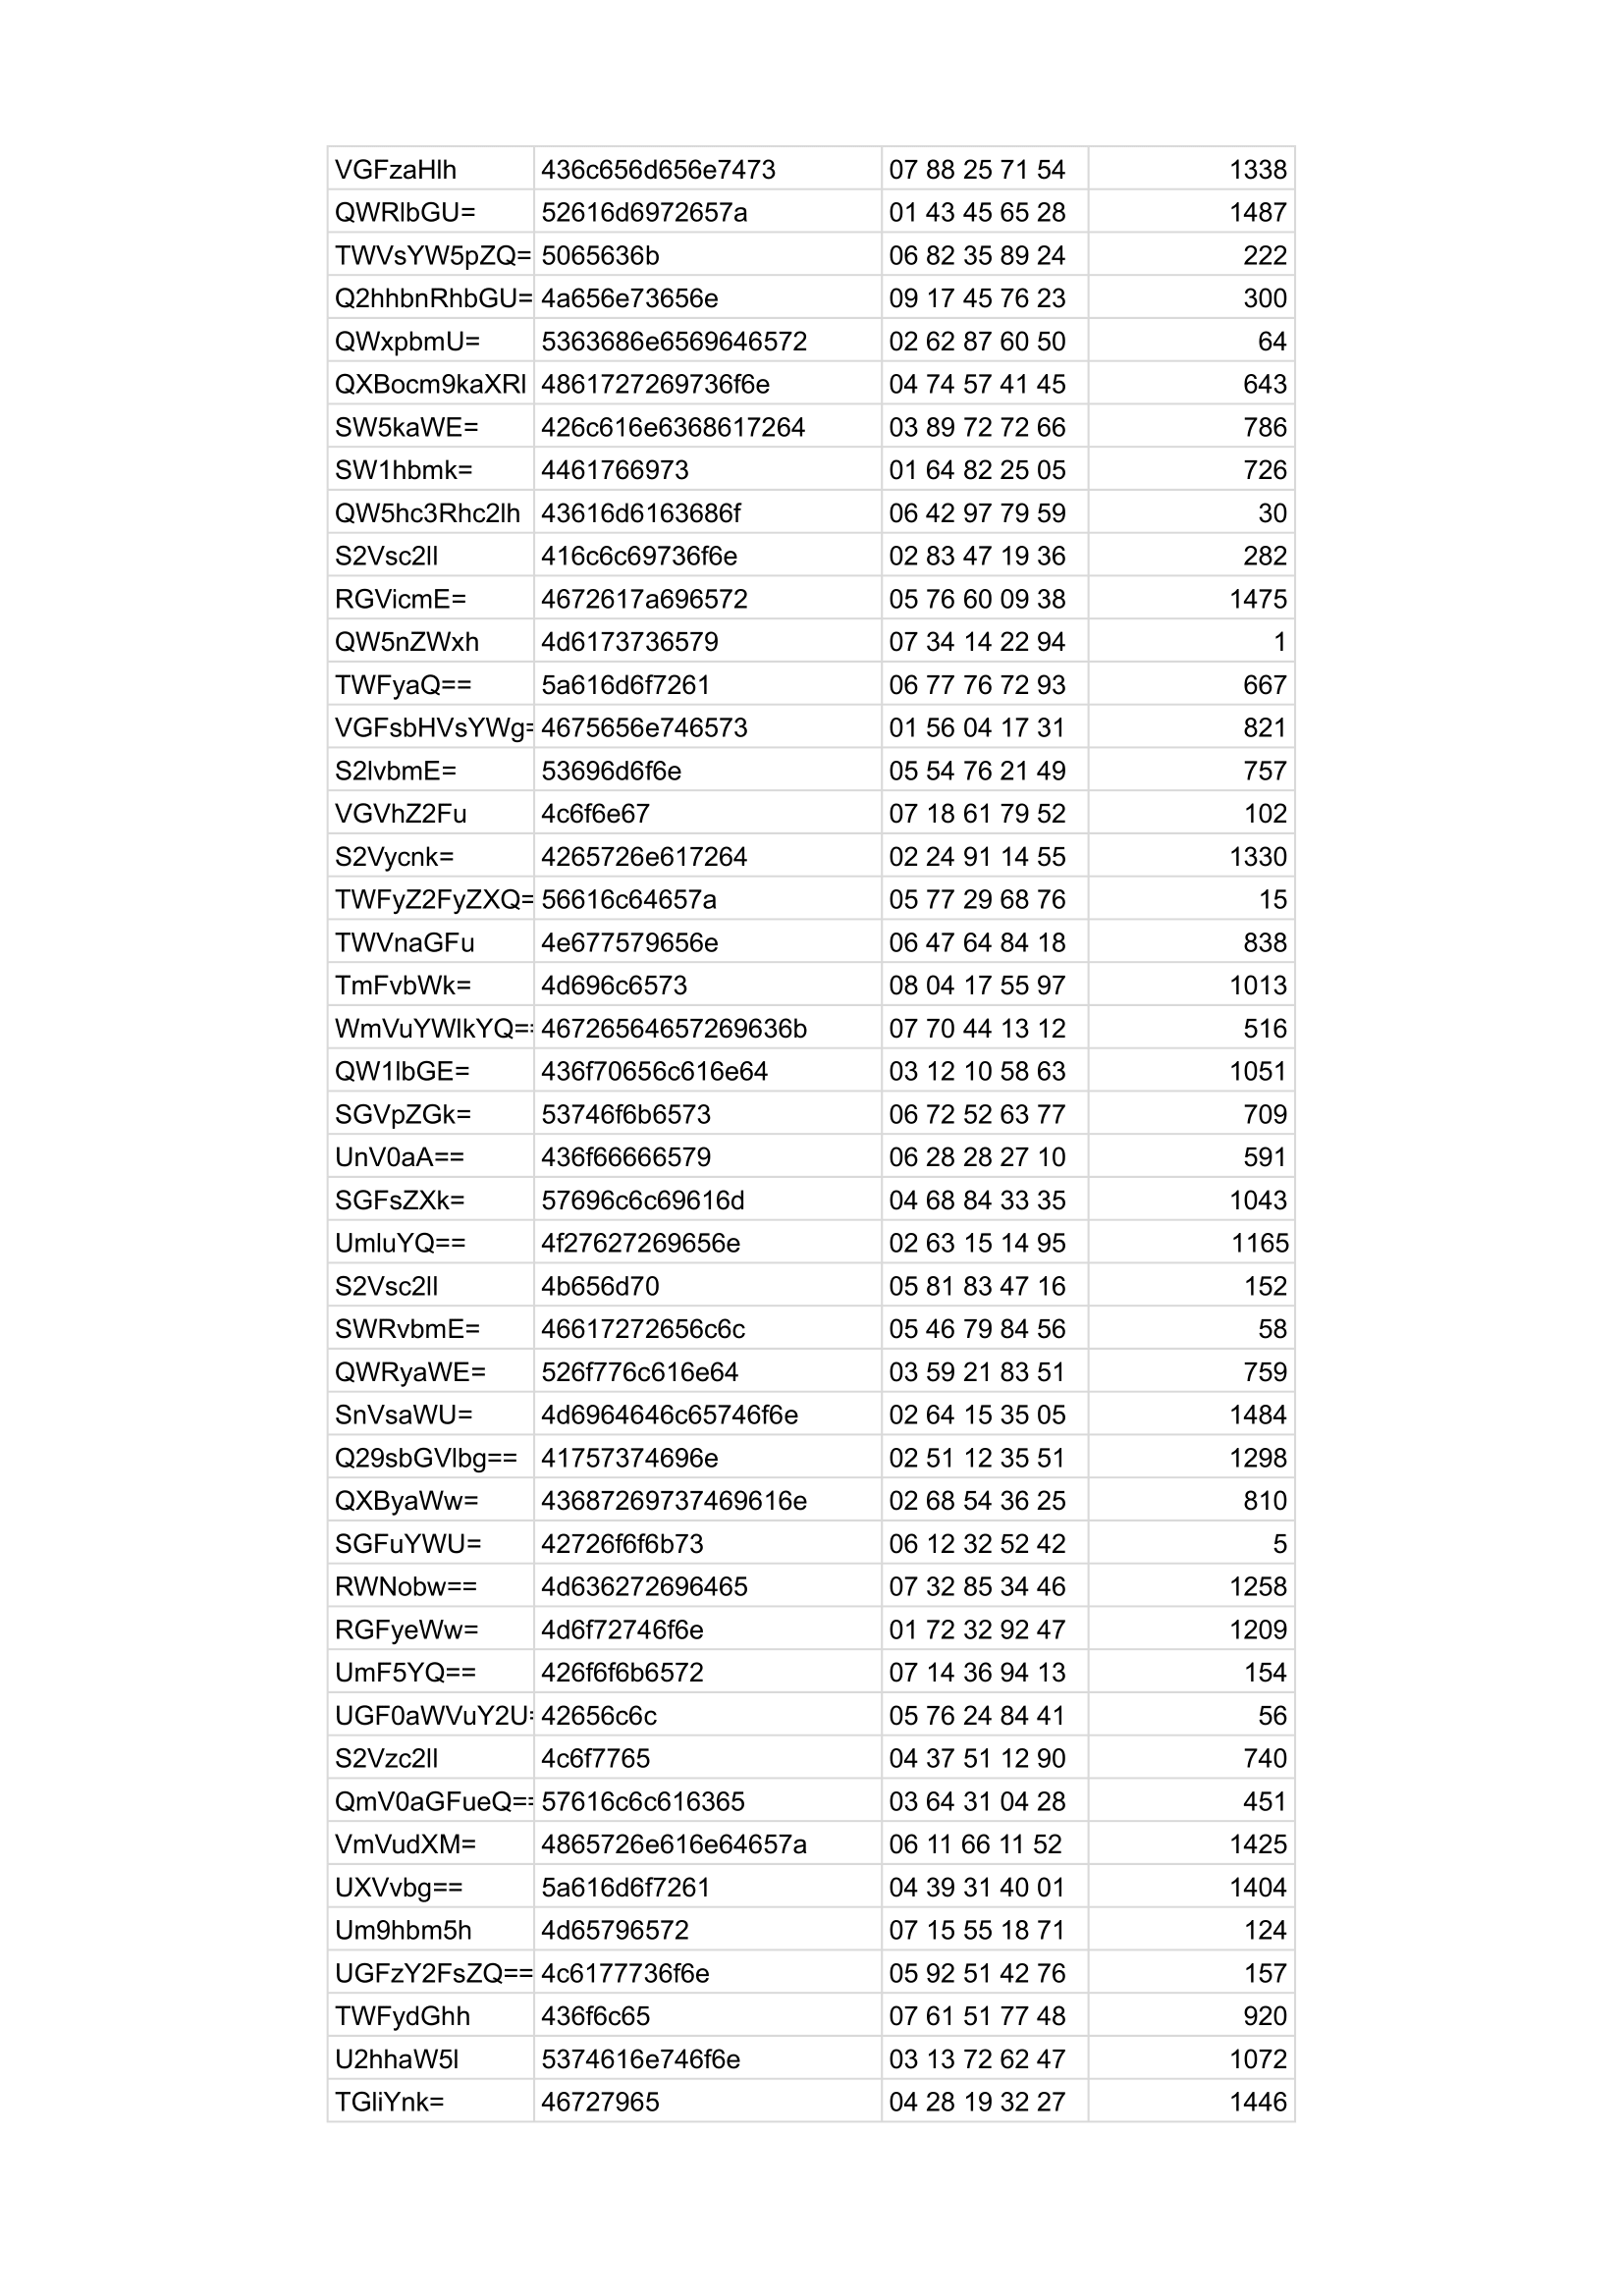 VGFzaHlh 436c656d656e7473 07 88 25 71 54 1338
QWRlbGU= 52616d6972657a 01 43 45 65 28 1487
TWVsYW5pZQ= 5065636b 06 82 35 89 24 222
Q2hhbnRhbGU= 4a656e73656e 09 17 45 76 23 300
QWxpbmU= 5363686e6569646572 02 62 87 60 50 64
QXBocm9kaXRl 4861727269736f6e 04 74 57 41 45 643
SW5kaWE= 426c616e6368617264 03 89 72 72 66 786
SW1hbmk= 4461766973 01 64 82 25 05 726
QW5hc3Rhc2lh 43616d6163686f 06 42 97 79 59 30
S2Vsc2ll 416c6c69736f6e 02 83 47 19 36 282
RGVicmE= 4672617a696572 05 76 60 09 38 1475
QW5nZWxh 4d6173736579 07 34 14 22 94 1
TWFyaQ== 5a616d6f7261 06 77 76 72 93 667
VGFsbHVsYWg= 4675656e746573 01 56 04 17 31 821
S2lvbmE= 53696d6f6e 05 54 76 21 49 757
VGVhZ2Fu 4c6f6e67 07 18 61 79 52 102
S2Vycnk= 4265726e617264 02 24 91 14 55 1330
TWFyZ2FyZXQ= 56616c64657a 05 77 29 68 76 15
TWVnaGFu 4e677579656e 06 47 64 84 18 838
TmFvbWk= 4d696c6573 08 04 17 55 97 1013
WmVuYWlkYQ== 46726564657269636b 07 70 44 13 12 516
QW1lbGE= 436f70656c616e64 03 12 10 58 63 1051
SGVpZGk= 53746f6b6573 06 72 52 63 77 709
UnV0aA== 436f66666579 06 28 28 27 10 591
SGFsZXk= 57696c6c69616d 04 68 84 33 35 1043
UmluYQ== 4f27627269656e 02 63 15 14 95 1165
S2Vsc2ll 4b656d70 05 81 83 47 16 152
SWRvbmE= 46617272656c6c 05 46 79 84 56 58
QWRyaWE= 526f776c616e64 03 59 21 83 51 759
SnVsaWU= 4d6964646c65746f6e 02 64 15 35 05 1484
Q29sbGVlbg== 41757374696e 02 51 12 35 51 1298
QXByaWw= 43687269737469616e 02 68 54 36 25 810
SGFuYWU= 42726f6f6b73 06 12 32 52 42 5
RWNobw== 4d636272696465 07 32 85 34 46 1258
RGFyeWw= 4d6f72746f6e 01 72 32 92 47 1209
UmF5YQ== 426f6f6b6572 07 14 36 94 13 154
UGF0aWVuY2U= 42656c6c 05 76 24 84 41 56
S2Vzc2ll 4c6f7765 04 37 51 12 90 740
QmV0aGFueQ== 57616c6c616365 03 64 31 04 28 451
VmVudXM= 4865726e616e64657a 06 11 66 11 52 1425
UXVvbg== 5a616d6f7261 04 39 31 40 01 1404
Um9hbm5h 4d65796572 07 15 55 18 71 124
UGFzY2FsZQ== 4c6177736f6e 05 92 51 42 76 157
TWFydGhh 436f6c65 07 61 51 77 48 920
U2hhaW5l 5374616e746f6e 03 13 72 62 47 1072
TGliYnk= 46727965 04 28 19 32 27 1446